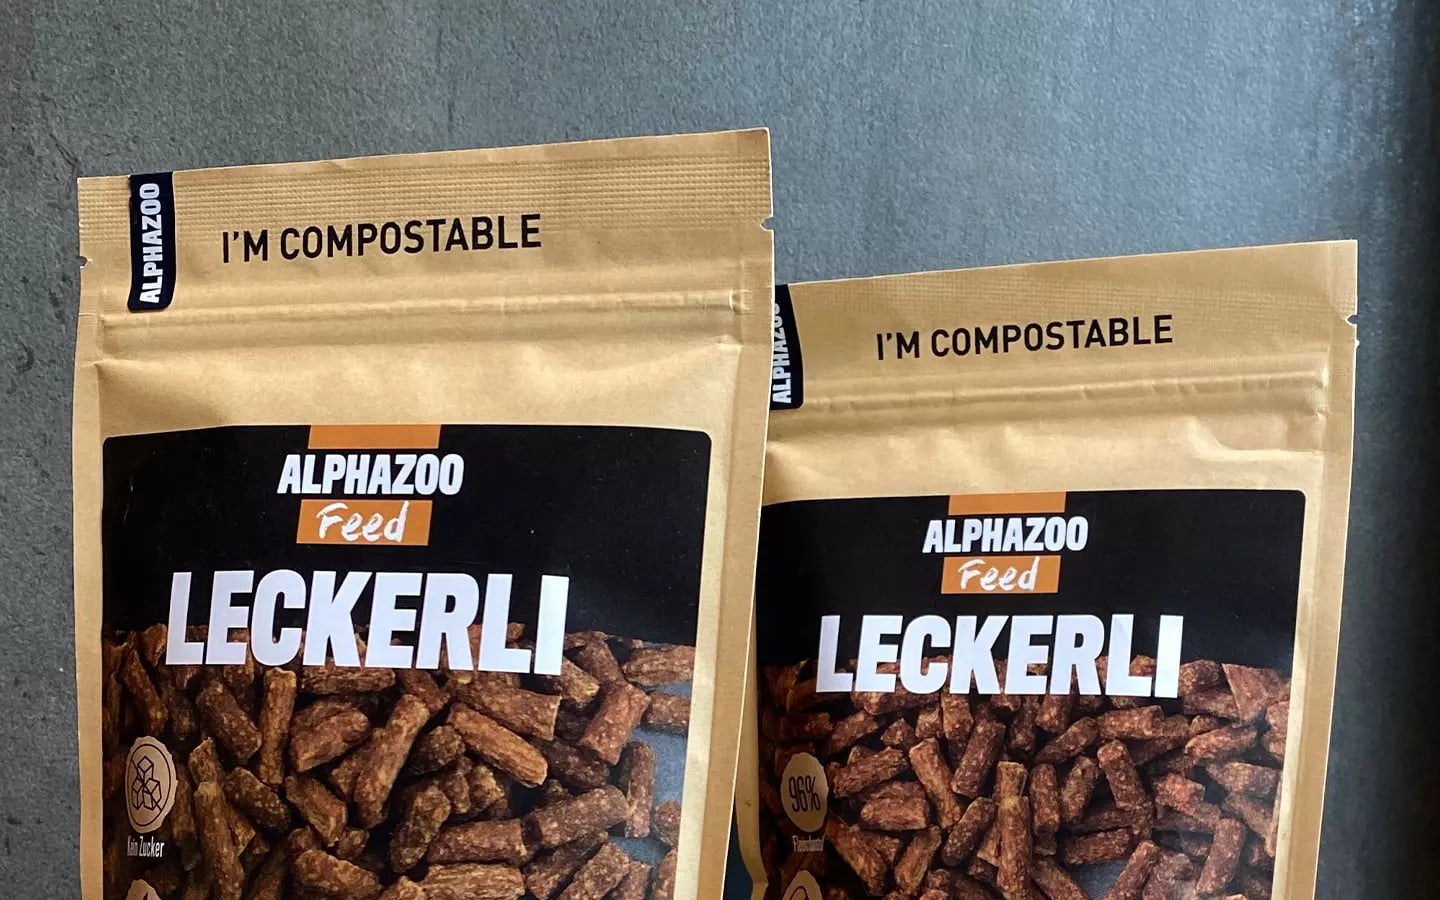 ALPHAZOO
I'M COMPOSTABLE
ALPHAZOO
Feed
LECKERLI
Kein Zucker
ALPHAZOO
I'M COMPOSTABLE
ALPHAZOO
Feed
LECKERLI
96%